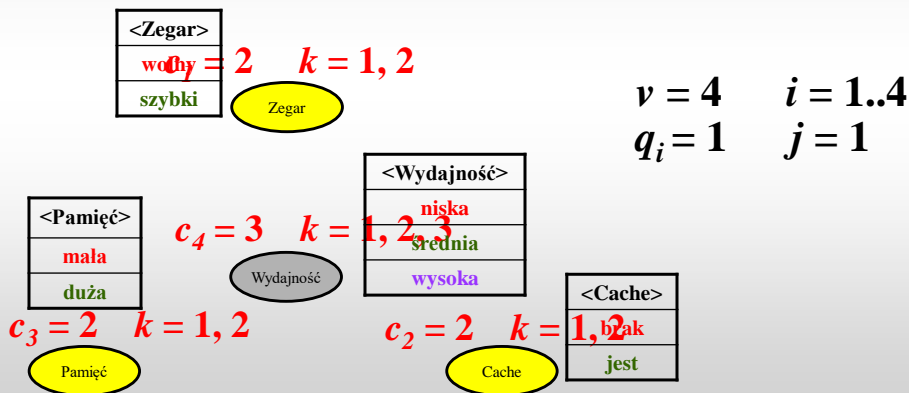 <Zegar>
wolny
c1 = 2 k = 1, 2
szybki
Zegar
v = 4 i = 1..4
qi = 1 j = 1
<Wydajność>
niska
<Pamięć>
c4 = 3 k = 1, 2, 3
średnia
mała
wysoka
Wydajność
duża
<Cache>
c3 = 2 k = 1, 2
c2 = 2 k = 1, 2
brak
jest
Pamięć
Cache